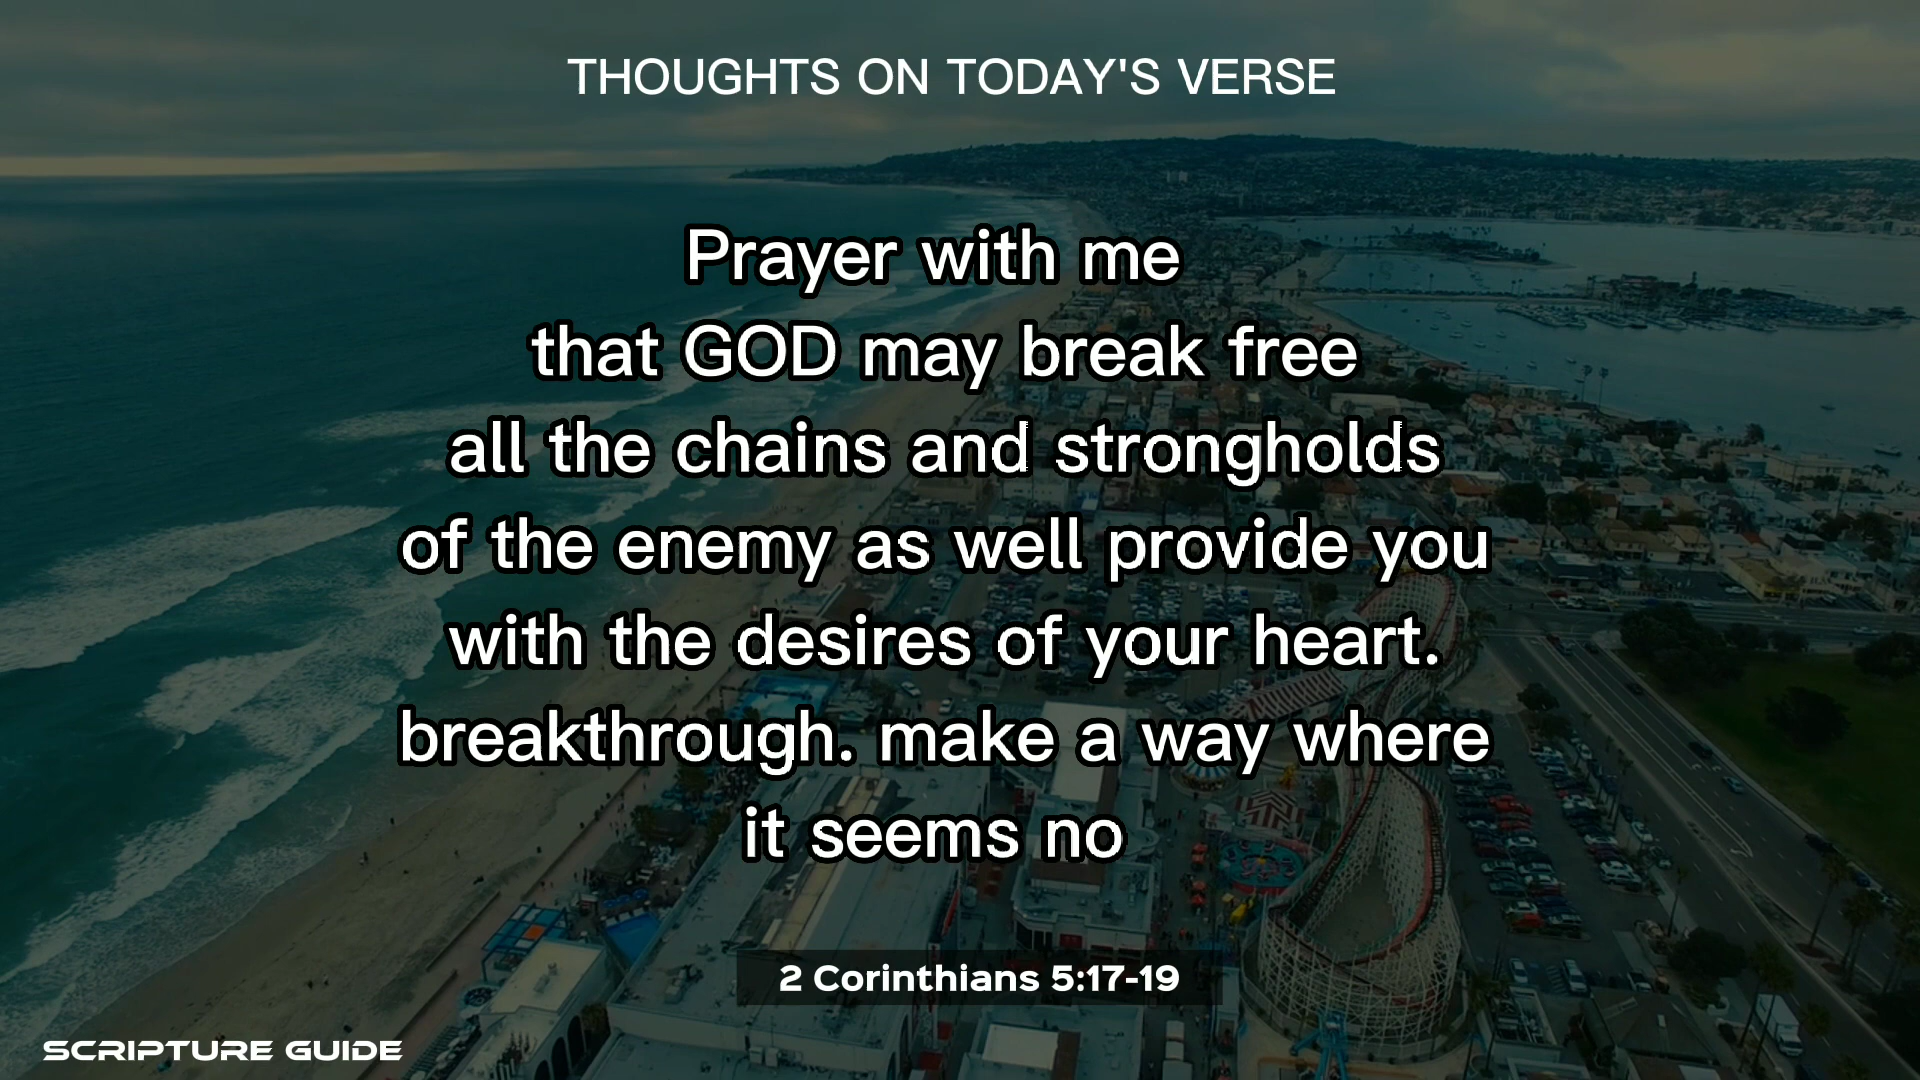 THOUGHTS ON TODAY'S VERSE
Prayer with me
that GOD may break free
all the chains and strongholds
of the enemy as well provide you
with the desires of your heart.
breakthrough. make a way where
it seems no
2 Corinthians 5:17-19
SCRIPTURE GUIDE